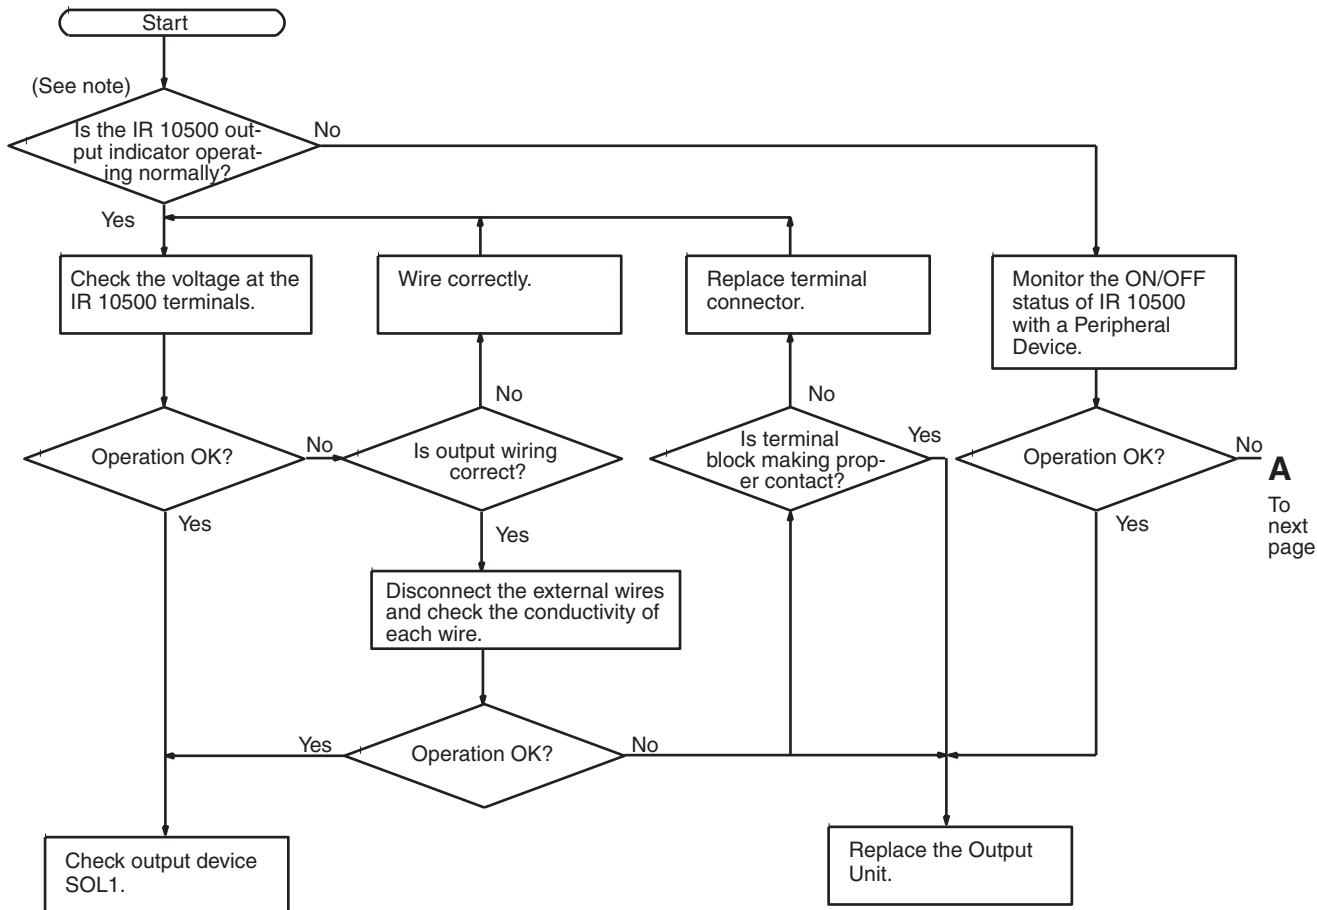 Start
(See note)
Is the IR 10500 out-
put indicator operat-
ing normally?
No
Yes
Check the voltage at the
IR 10500 terminals.
Wire correctly.
Replace terminal
connector.
Monitor the ON/OFF
status of IR 10500
with a Peripheral
Device.
No
No
Operation OK?
No
Is output wiring
correct?
Is terminal
block making prop-
er contact?
Yes
Operation OK?
No
A
To
next
page
Yes
Yes
Yes
Disconnect the external wires
and check the conductivity of
each wire.
Yes
Operation OK?
No
Check output device
SOL1.
Replace the Output
Unit.